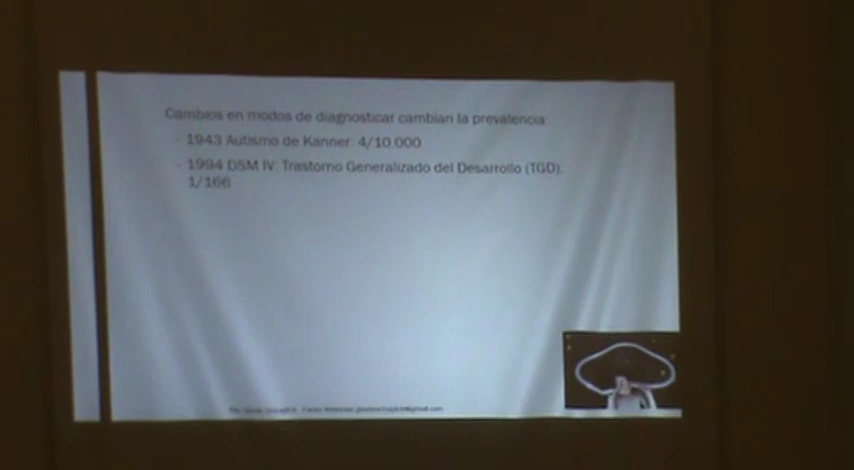 Cambios en modos de diagnosticar cambian la prevalencia
- 1943 Autismo de Kanner: 4/10.000
- 1994 DSM IV: Trastorno Generalizado del Desarrollo (TGD).
1/166